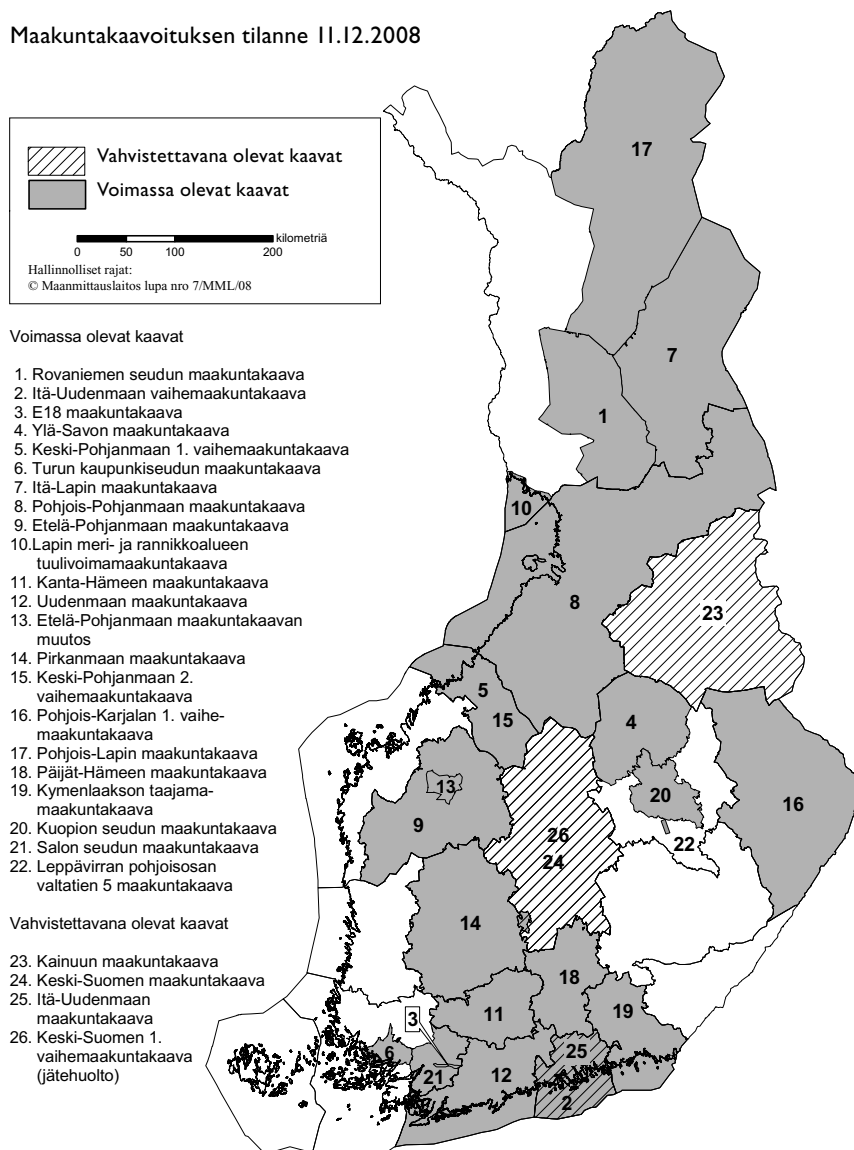 Maakuntakaavoituksen tilanne 11.12.2008
Vahvistettavana olevat kaavat
Voimassa olevat kaavat
kilometriä
0 50 100 200
Hallinnolliset rajat:
© Maanmittauslaitos lupa nro 7/MML/08
Voimassa olevat kaavat
1. Rovaniemen seudun maakuntakaava
2. Itä-Uudenmaan vaihemaakuntakaava
3. E18 maakuntakaava
4. Ylä-Savon maakuntakaava
5. Keski-Pohjanmaan 1. vaihemaakuntakaava
6. Turun kaupunkiseudun maakuntakaava
7. Itä-Lapin maakuntakaava
8. Pohjois-Pohjanmaan maakuntakaava
9. Etelä-Pohjanmaan maakuntakaava
10.Lapin meri- ja rannikkoalueen
tuulivoimamaakuntakaava
11. Kanta-Hämeen maakuntakaava
12. Uudenmaan maakuntakaava
13. Etelä-Pohjanmaan maakuntakaavan
muutos
14. Pirkanmaan maakuntakaava
15. Keski-Pohjanmaan 2.
vaihemaakuntakaava
16. Pohjois-Karjalan 1. vaihe-
maakuntakaava
17. Pohjois-Lapin maakuntakaava
18. Päijät-Hämeen maakuntakaava
19. Kymenlaakson taajama-
maakuntakaava
20. Kuopion seudun maakuntakaava
21. Salon seudun maakuntakaava
22. Leppävirran pohjoisosan
valtatien 5 maakuntakaava
Vahvistettavana olevat kaavat
23. Kainuun maakuntakaava
24. Keski-Suomen maakuntakaava
25. Itä-Uudenmaan
maakuntakaava
26. Keski-Suomen 1.
vaihemaakuntakaava
(jätehuolto)
17
7
1
10
8
23
5
15
4
13
20
16
9
26
22
24
14
18
11
19
3
25
6
21
12
2